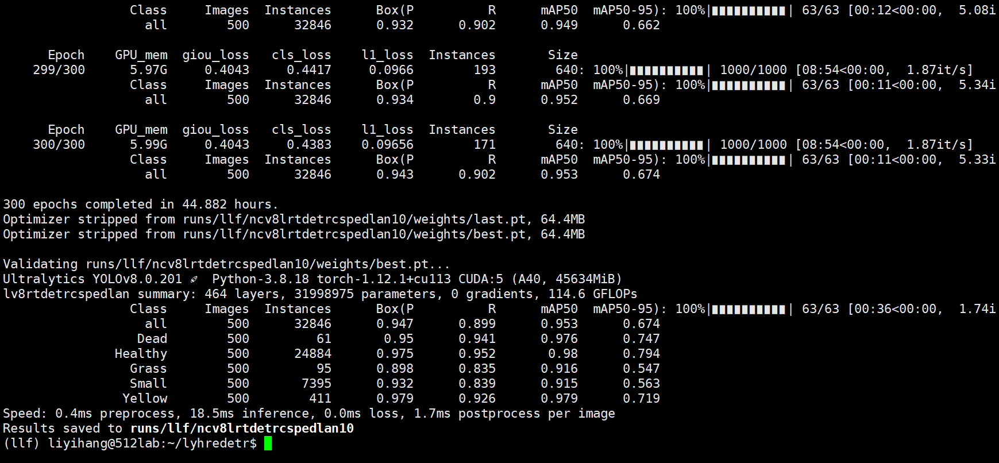 Class Images Instances Box(P R mAP50 mAP50-95): 100%|██████████| 63/63 [00:12<00:00, 5.08i
all 500 32846 0.932 0.902 0.949 0.662
Epoch GPU_mem giou_loss cls_loss l1_loss Instances Size
299/300 5.97G 0.4043 0.4417 0.0966 193 640: 100%|██████████| 1000/1000 [08:54<00:00, 1.87it/s]
Class Images Instances Box(P R mAP50 mAP50-95): 100%|██████████| 63/63 [00:11<00:00, 5.34i
all 500 32846 0.934 0.9 0.952 0.669
Epoch GPU_mem giou_loss cls_loss l1_loss Instances Size
300/300 5.99G 0.4043 0.4383 0.09656 171 640: 100%|██████████| 1000/1000 [08:54<00:00, 1.87it/s]
Class Images Instances Box(P R mAP50 mAP50-95): 100%|██████████| 63/63 [00:11<00:00, 5.33i
all 500 32846 0.943 0.902 0.953 0.674
300 epochs completed in 44.882 hours.
Optimizer stripped from runs/llf/ncv8lrtdetrcspedlan10/weights/last.pt, 64.4MB
Optimizer stripped from runs/llf/ncv8lrtdetrcspedlan10/weights/best.pt, 64.4MB
Validating runs/llf/ncv8lrtdetrcspedlan10/weights/best.pt...
Ultralytics YOLOv8.0.201 🚀 Python-3.8.18 torch-1.12.1+cu113 CUDA:5 (A40, 45634MiB)
lv8rtdetrcspedlan summary: 464 layers, 31998975 parameters, 0 gradients, 114.6 GFLOPs
Class Images Instances Box(P R mAP50 mAP50-95): 100%|██████████| 63/63 [00:36<00:00, 1.74i
all 500 32846 0.947 0.899 0.953 0.674
Dead 500 61 0.95 0.941 0.976 0.747
Healthy 500 24884 0.975 0.952 0.98 0.794
Grass 500 95 0.898 0.835 0.916 0.547
Small 500 7395 0.932 0.839 0.915 0.563
Yellow 500 411 0.979 0.926 0.979 0.719
Speed: 0.4ms preprocess, 18.5ms inference, 0.0ms loss, 1.7ms postprocess per image
Results saved to runs/llf/ncv8lrtdetrcspedlan10
(llf) liyihang@512lab:~/lyhredetr$